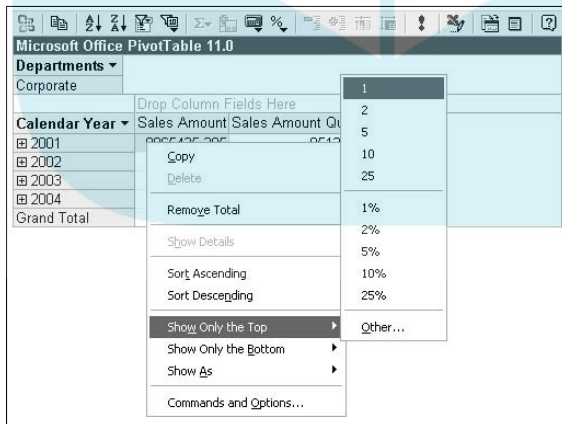 Microsoft Office PivotTable 11.0
Departments
Corporate
Drop Column Fields Here
Calendar Year Sales Amount Sales Amount Qu
2001
2002
2003
2004
Grand Total
Copy
Delete
Remove Total
Show Details
Sort Ascending
Sort Descending
Show Only the Top
Show Only the Bottom
Show As
Commands and Options...
1
2
5
10
25
1%
2%
5%
10%
25%
Other...